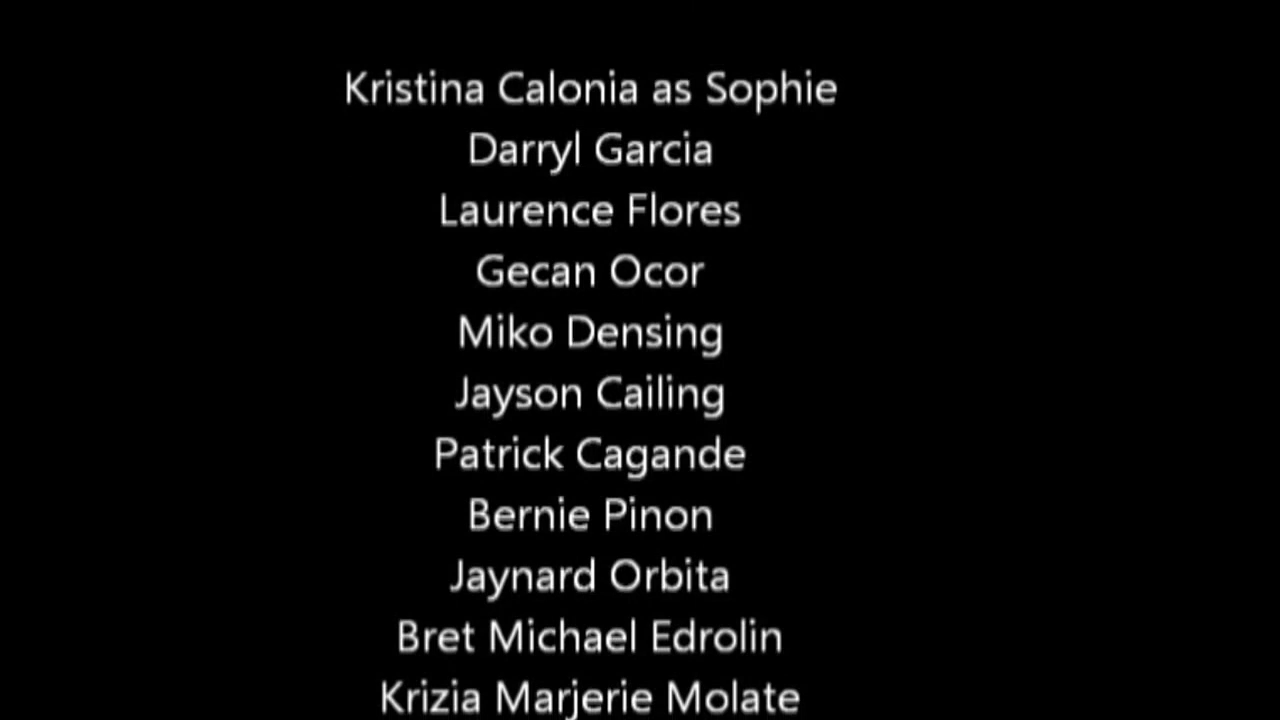 Kristina Calonia as Sophie
Darryl Garcia
Laurence Flores
Gecan Ocor
Miko Densing
Jayson Cailing
Patrick Cagande
Bernie Pinon
Jaynard Orbita
Bret Michael Edrolin
Krizia Marjerie Molate